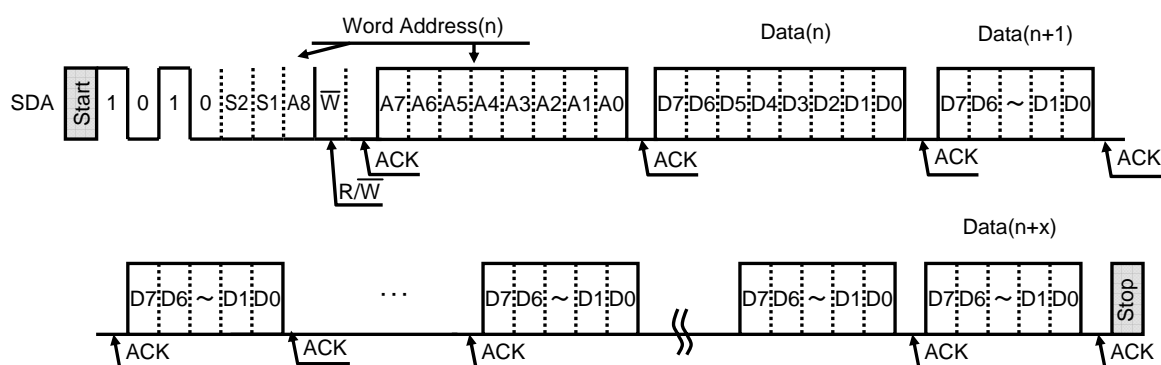 Word Address(n)
Data(n)
Data(n+1)
SDA
Start
1 0 1 0 S2 S1 A8 W̅
A7 A6 A5 A4 A3 A2 A1 A0
D7 D6 D5 D4 D3 D2 D1 D0
D7 D6 ~ D1 D0
ACK
ACK
ACK
ACK
R/W̅
Data(n+x)
D7 D6 ~ D1 D0
...
D7 D6 ~ D1 D0
D7 D6 ~ D1 D0
D7 D6 ~ D1 D0
Stop
ACK
ACK
ACK
ACK
ACK